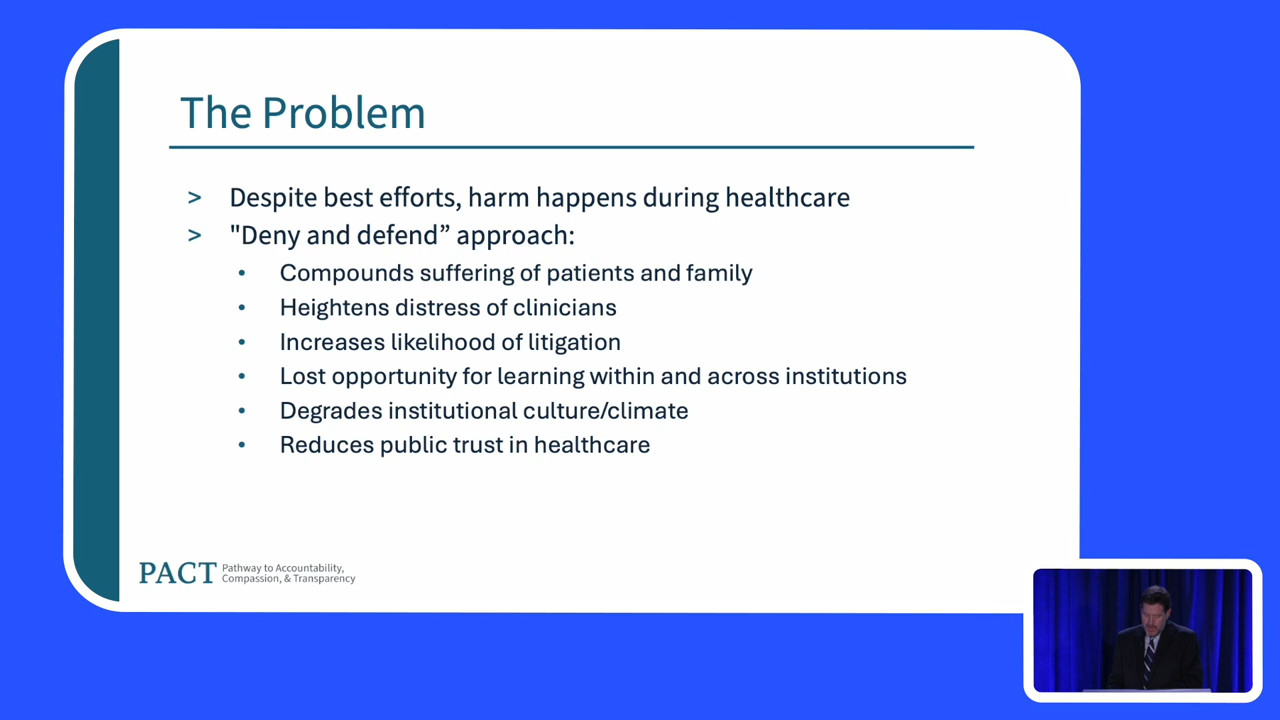 The Problem
> Despite best efforts, harm happens during healthcare
> "Deny and defend” approach:
• Compounds suffering of patients and family
• Heightens distress of clinicians
• Increases likelihood of litigation
• Lost opportunity for learning within and across institutions
• Degrades institutional culture/climate
• Reduces public trust in healthcare
PACT Pathway to Accountability,
Compassion, & Transparency